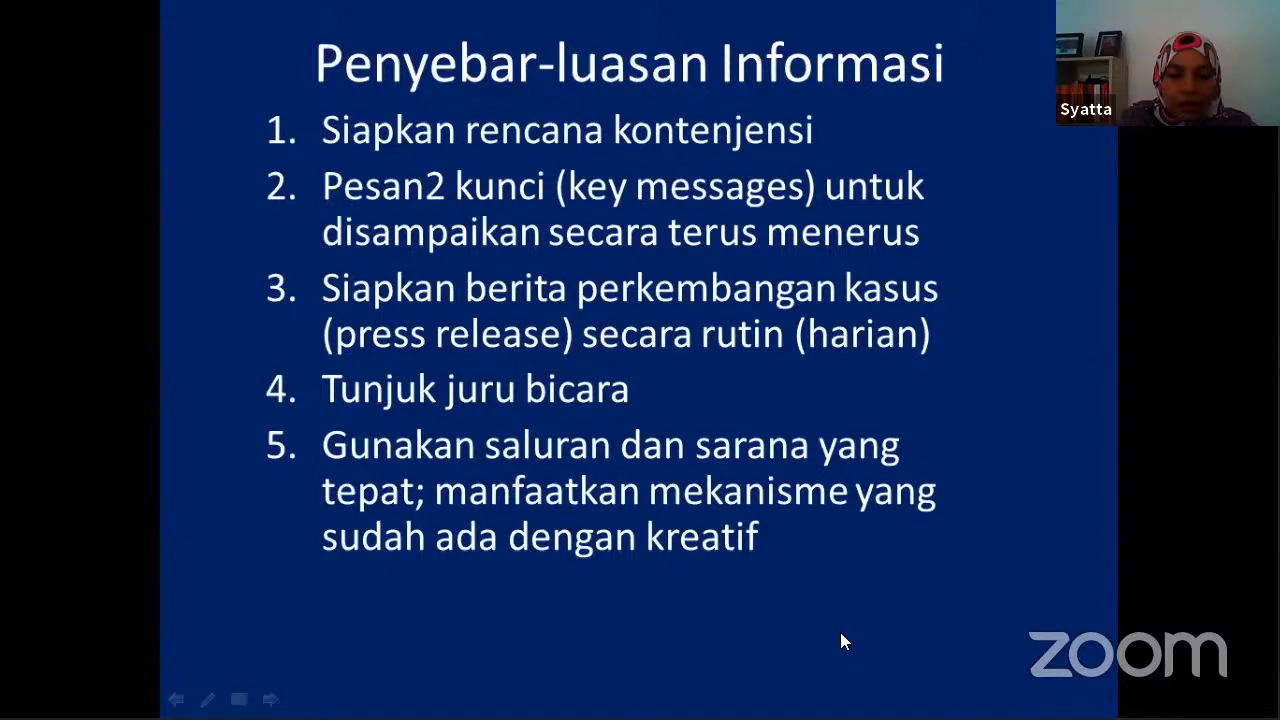 Penyebar-luasan Informasi
1. Siapkan rencana kontenjensi
2. Pesan2 kunci (key messages) untuk
disampaikan secara terus menerus
3. Siapkan berita perkembangan kasus
(press release) secara rutin (harian)
4. Tunjuk juru bicara
5. Gunakan saluran dan sarana yang
tepat; manfaatkan mekanisme yang
sudah ada dengan kreatif
Syatta
zoom